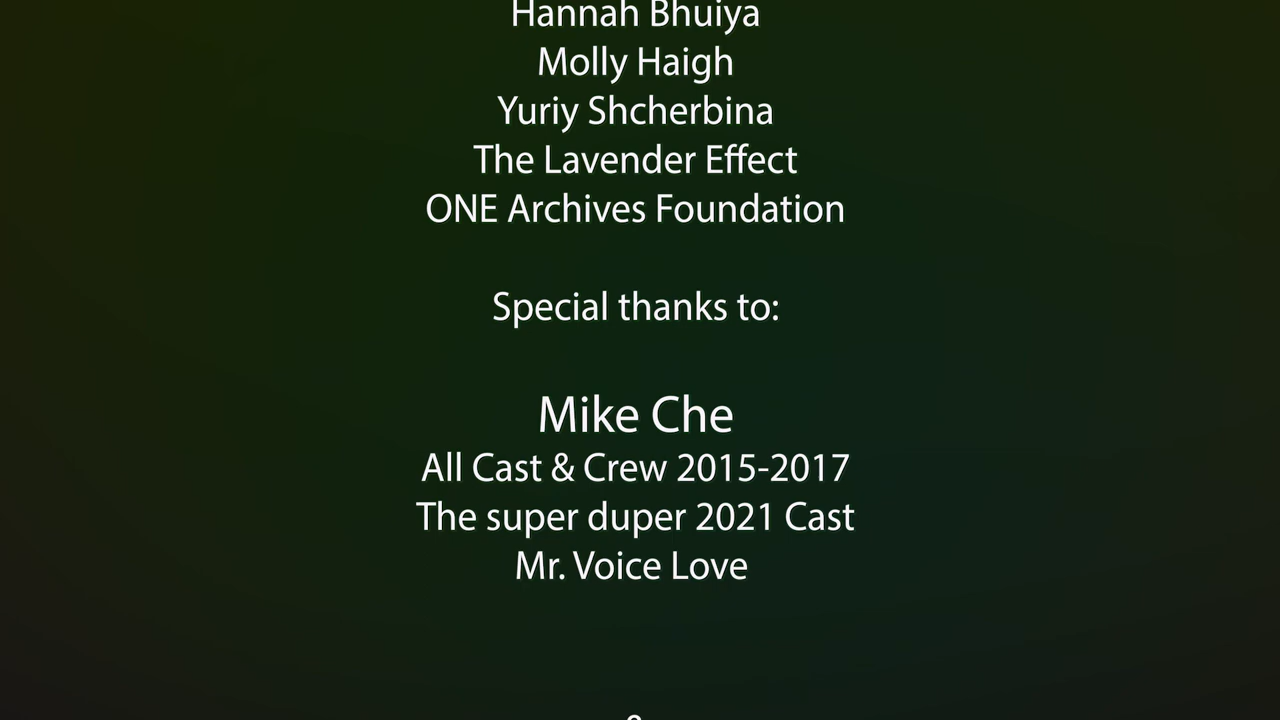 Hannah Bhuiya
Molly Haigh
Yuriy Shcherbina
The Lavender Effect
ONE Archives Foundation
Special thanks to:
Mike Che
All Cast & Crew 2015-2017
The super duper 2021 Cast
Mr. Voice Love